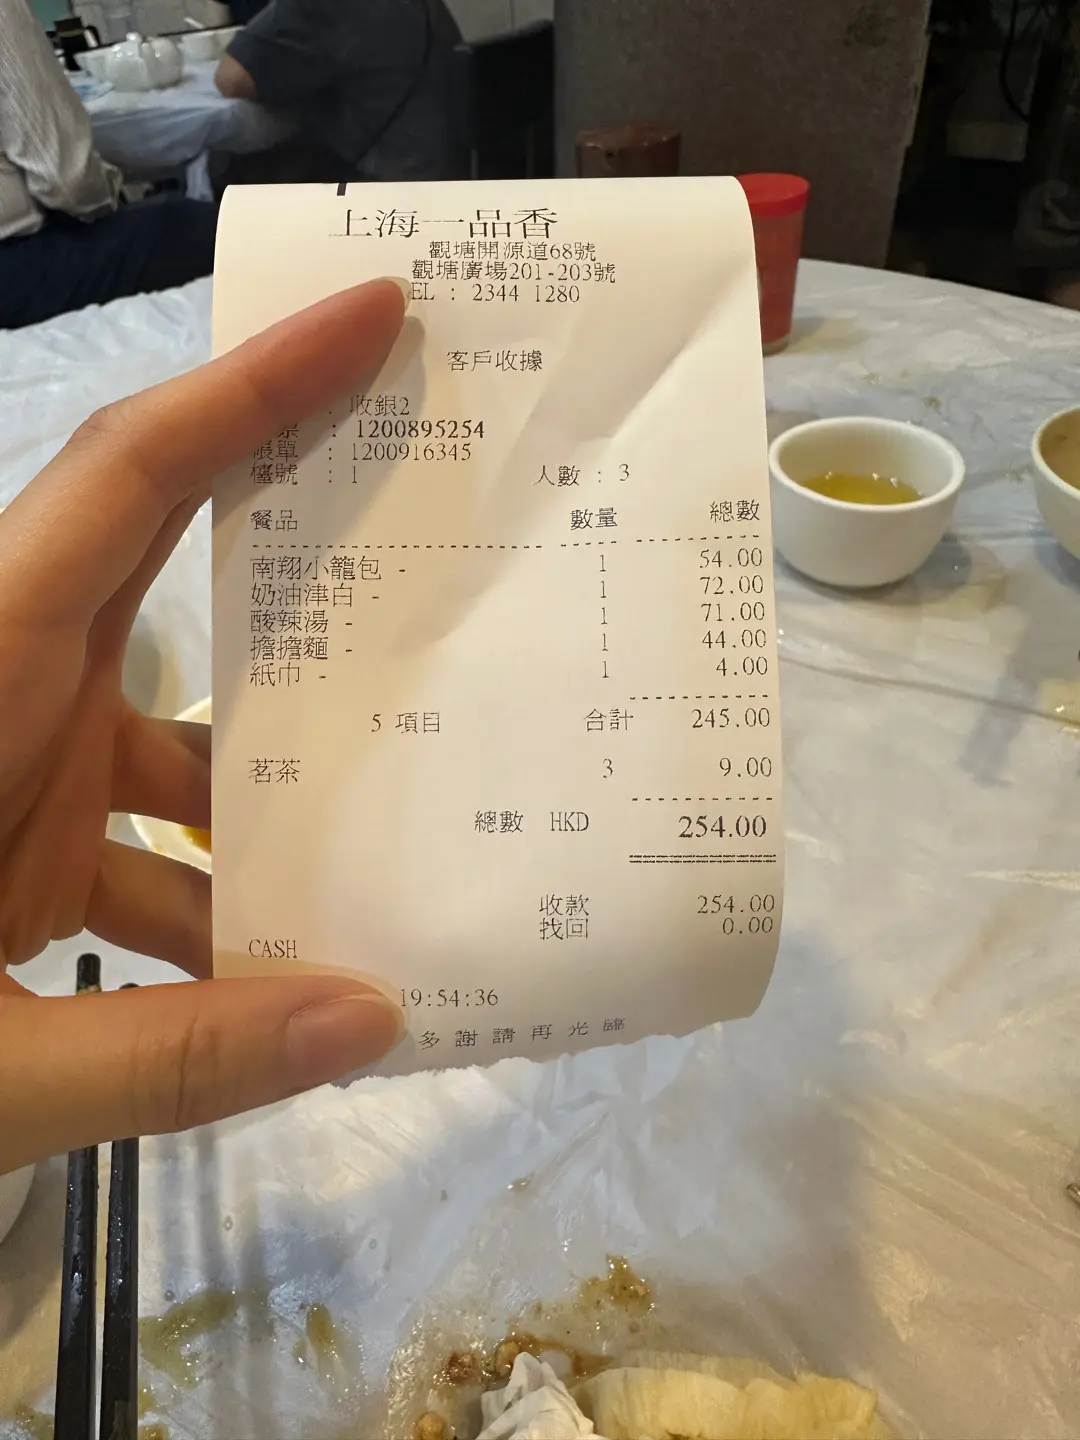 上海一品香
觀塘開源道68號
觀塘廣場201-203號
EL : 2344 1280
客戶收據
: 收銀2
票 : 1200895254
帳單 : 1200916345
檯號 : 1 人數 : 3
餐品 數量 總數
南翔小籠包 - 1 54.00
奶油津白 - 1 72.00
酸辣湯 - 1 71.00
擔擔麵 - 1 44.00
紙巾 - 1 4.00
5 項目 合計 245.00
茗茶 3 9.00
總數 HKD 254.00
收款 254.00
找回 0.00
CASH
19:54:36
多謝請再光臨